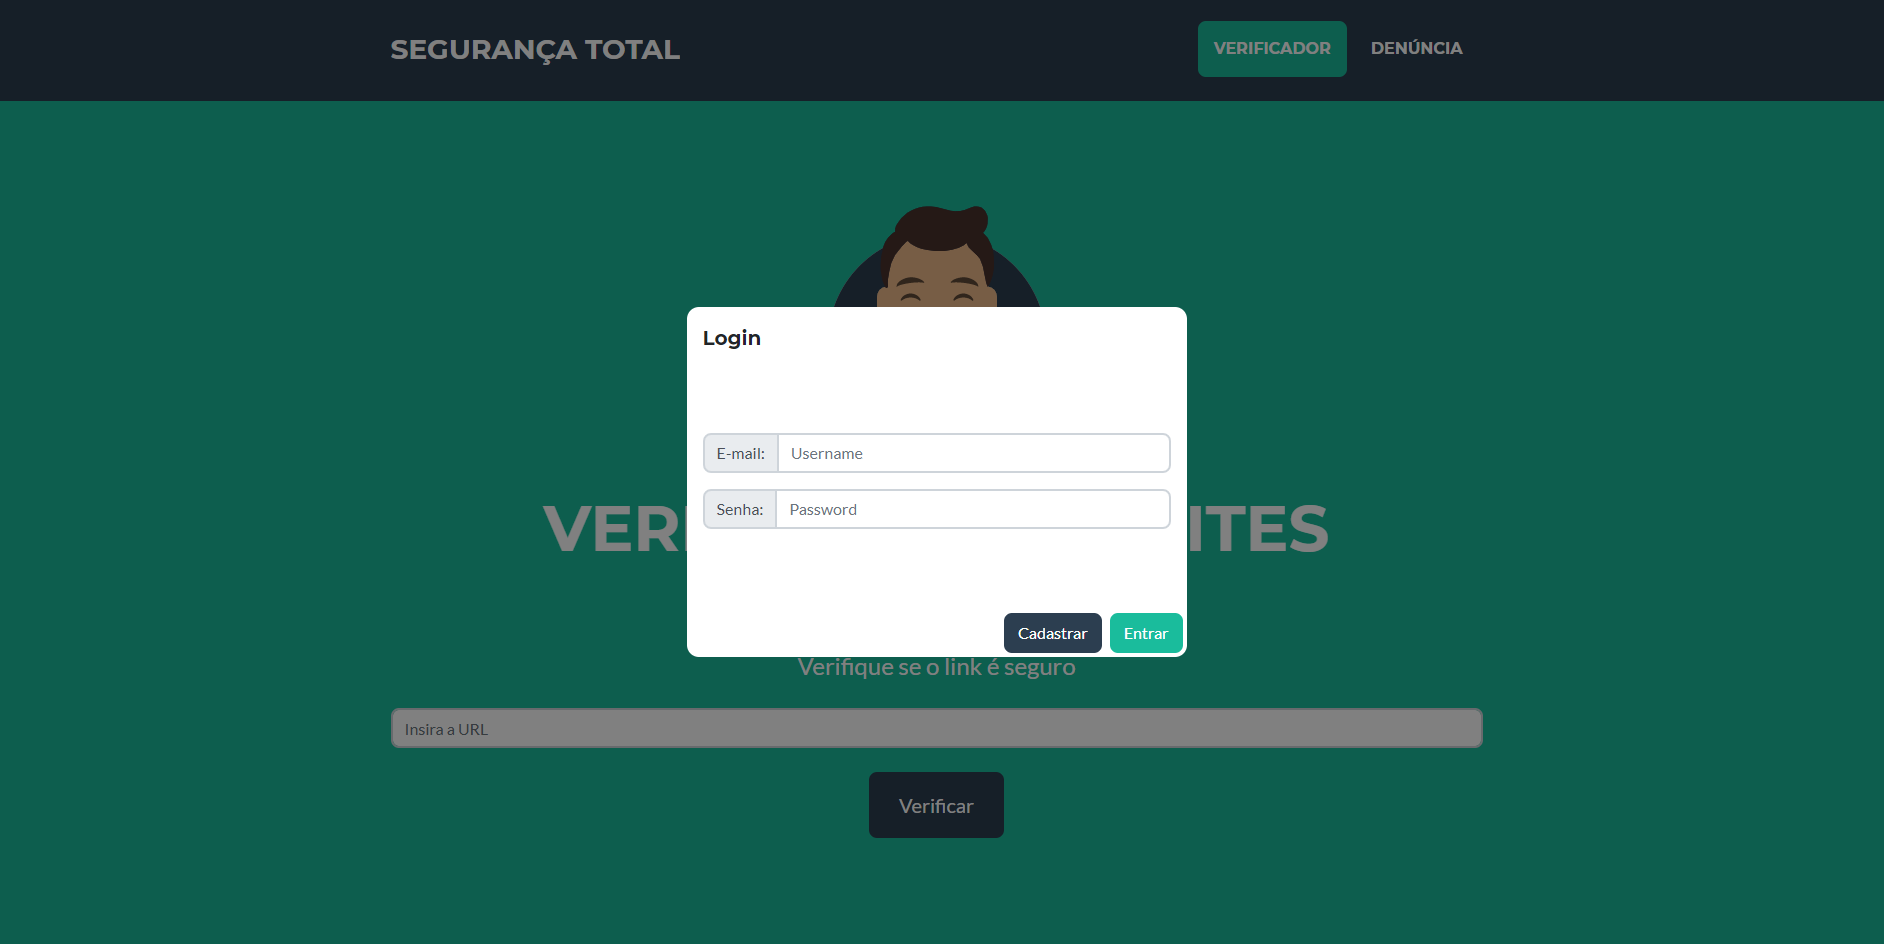 SEGURANÇA TOTAL
VERIFICADOR
DENÚNCIA
Login
E-mail:
Username
Senha:
Password
ITES
Cadastrar
Entrar
Verifique se o link é seguro
Insira a URL
Verificar